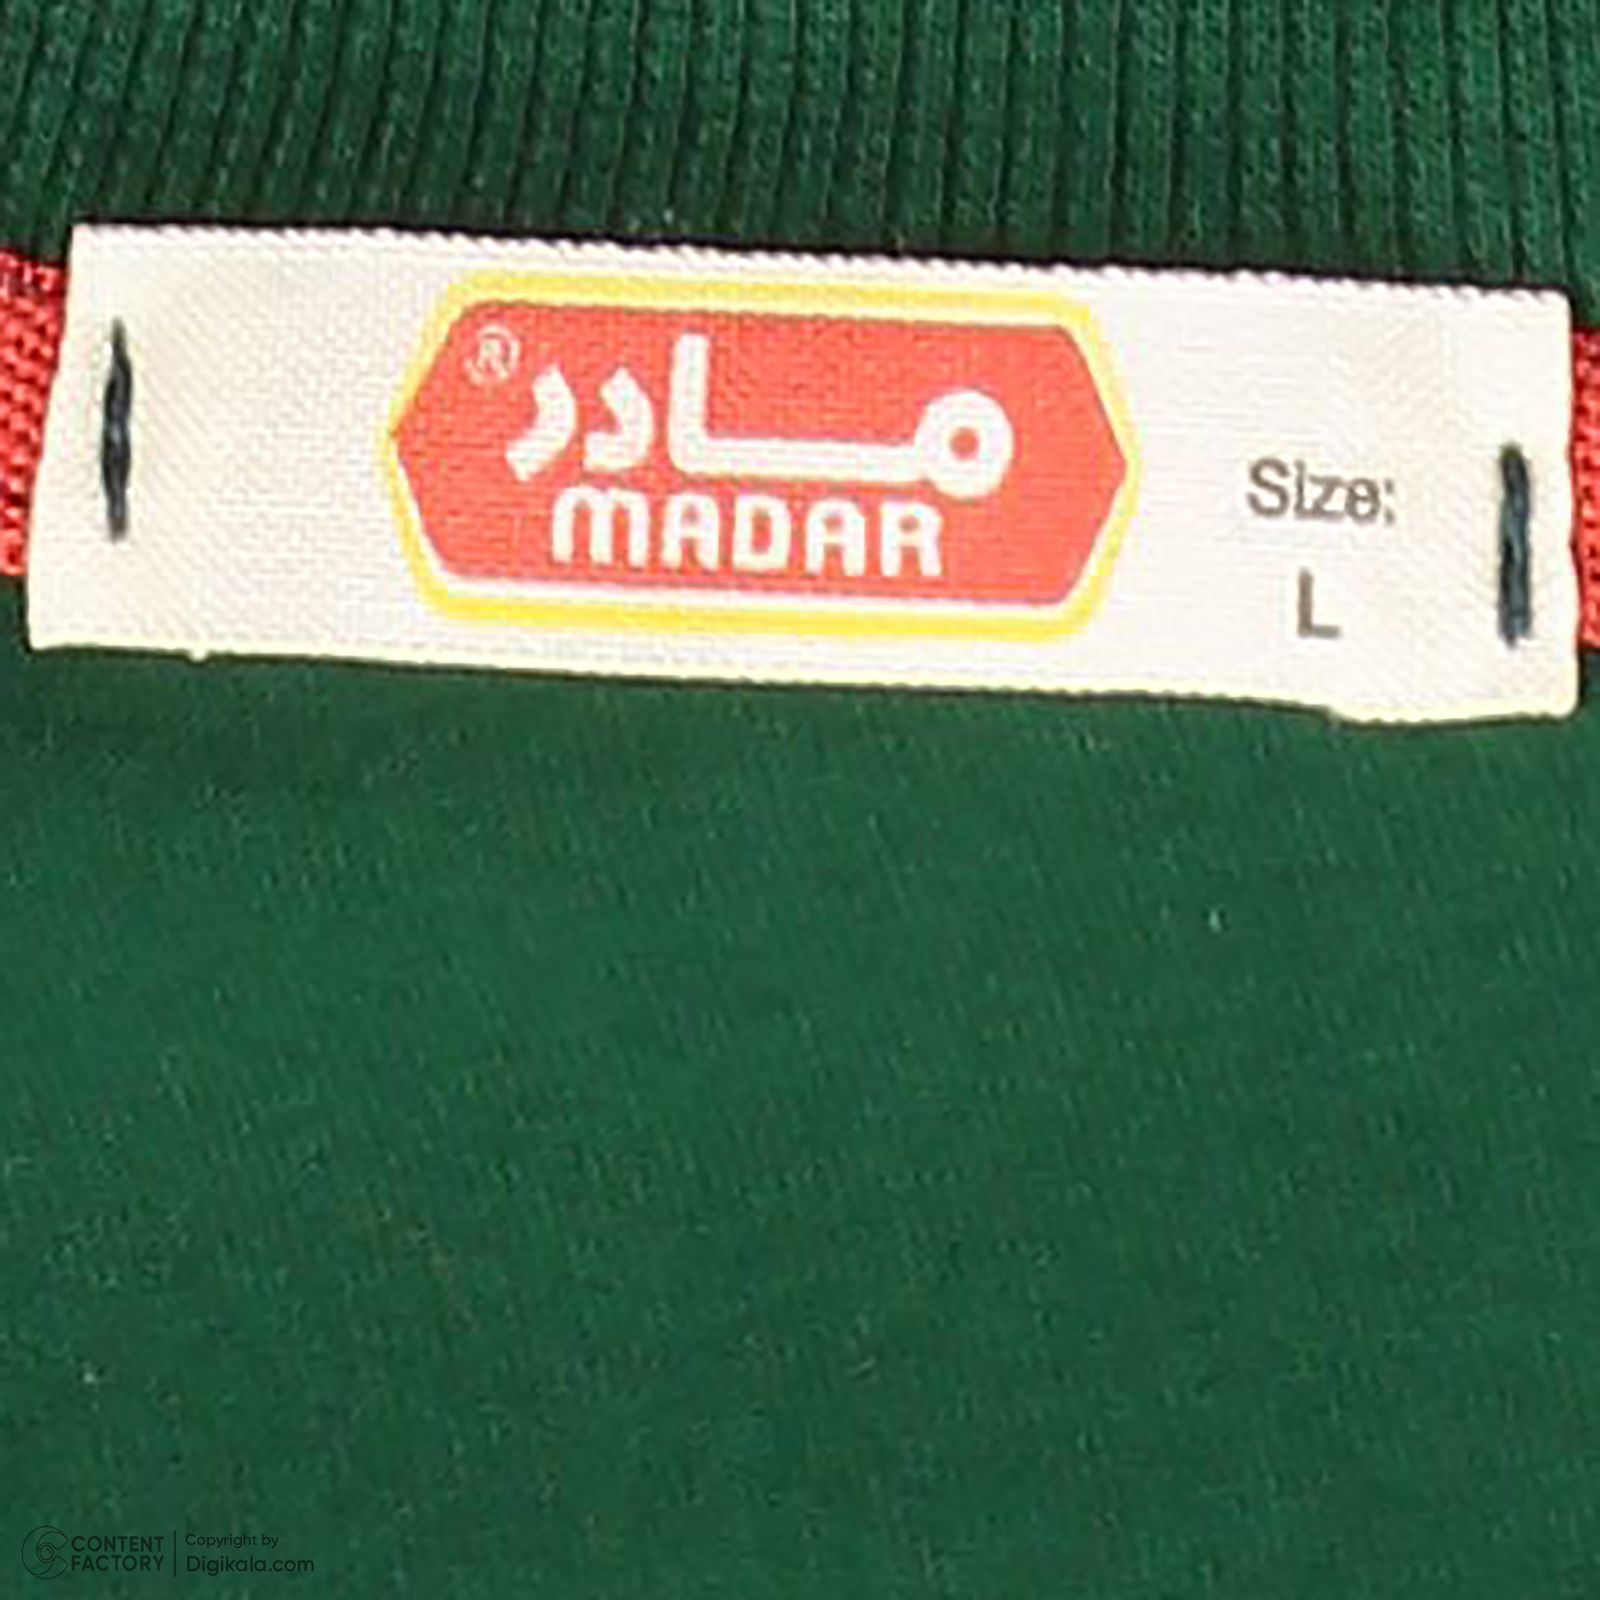 مادر®
MADAR
Size:
L
CONTENT FACTORY
Copyright by
Digikala.com